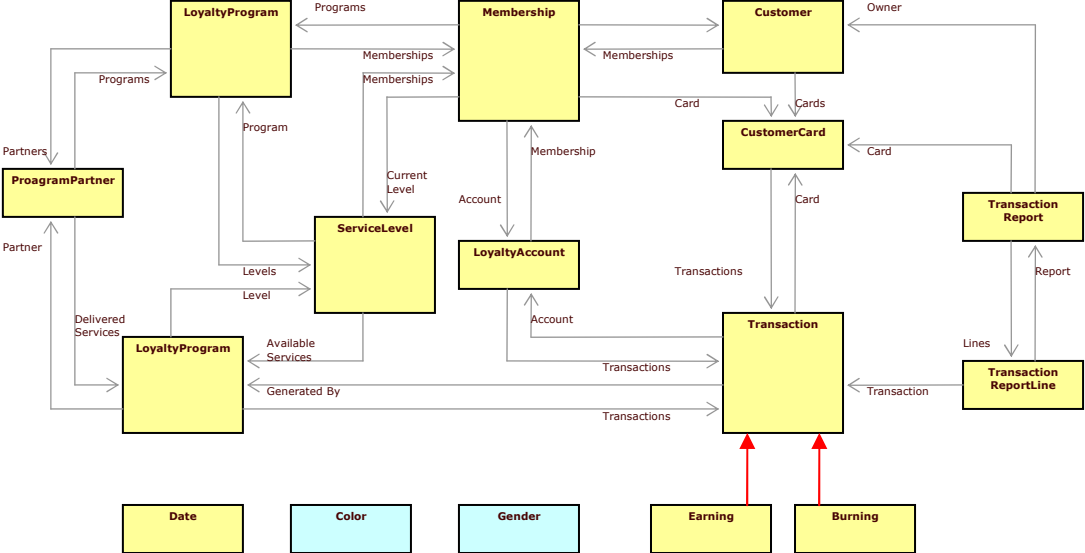 LoyaltyProgram
Programs
Membership
Customer
Owner
Memberships
Memberships
Programs
Memberships
Card
Cards
Program
CustomerCard
Partners
Membership
Card
ProagramPartner
Current
Level
Account
Card
Transaction
Report
ServiceLevel
Partner
LoyaltyAccount
Levels
Transactions
Report
Level
Delivered
Services
Account
Transaction
LoyaltyProgram
Available
Services
Lines
Transactions
Transaction
ReportLine
Generated By
Transaction
Transactions
Date
Color
Gender
Earning
Burning